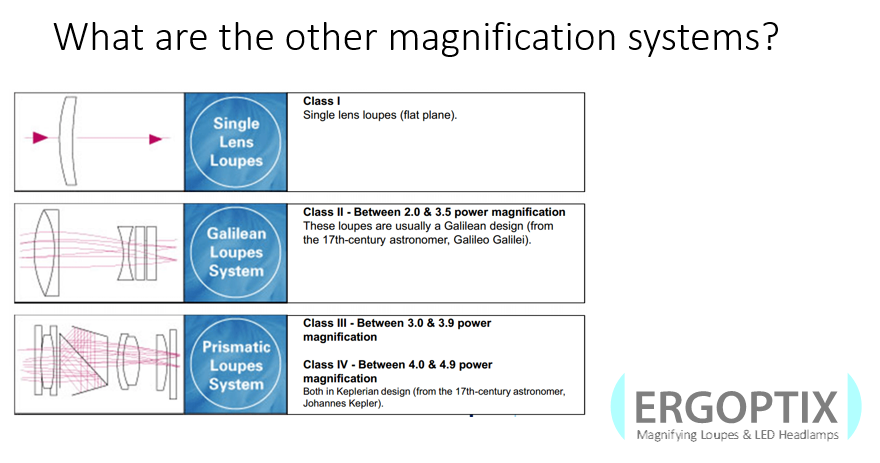 What are the other magnification systems?
Single
Lens
Loupes
Class I
Single lens loupes (flat plane).
Galilean
Loupes
System
Class II - Between 2.0 & 3.5 power magnification
These loupes are usually a Galilean design (from
the 17th-century astronomer, Galileo Galilei).
Prismatic
Loupes
System
Class III - Between 3.0 & 3.9 power
magnification
Class IV - Between 4.0 & 4.9 power
magnification
Both in Keplerian design (from the 17th-century astronomer,
Johannes Kepler).
ERGOPTIX
Magnifying Loupes & LED Headlamps